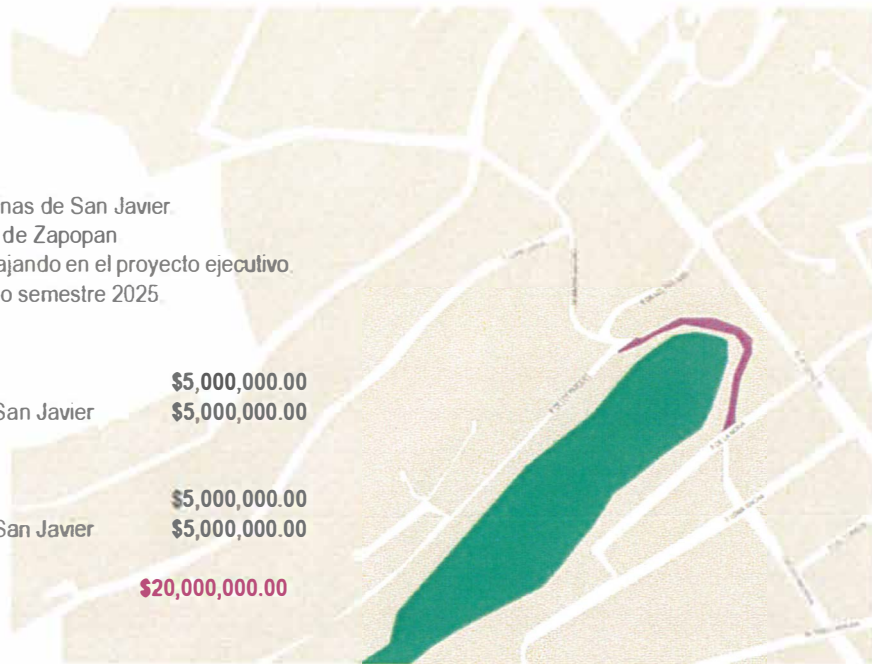 nas de San Javier.
de Zapopan
ajando en el proyecto ejecutivo.
o semestre 2025.
$5,000,000.00
San Javier $5,000,000.00
$5,000,000.00
San Javier $5,000,000.00
$20,000,000.00